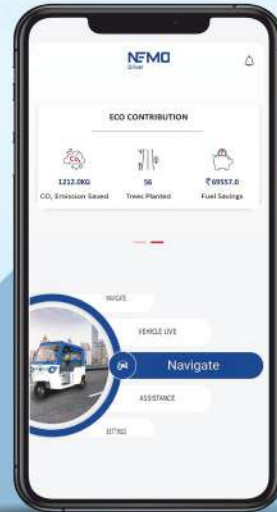 NEMO
Driver
ECO CONTRIBUTION
CO₂
1212.0KG
56
₹69557.0
CO₂ Emission Saved
Trees Planted
Fuel Savings
NAVIGATE
VEHICLE LIVE
Navigate
ASSISTANCE
SETTINGS